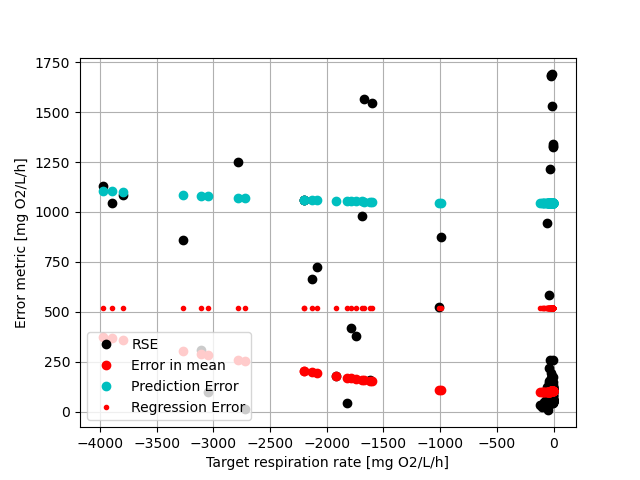 1750
1500
1250
1000
750
500
250
0
Error metric [mg O2/L/h]
RSE
Error in mean
Prediction Error
Regression Error
−4000 −3500 −3000 −2500 −2000 −1500 −1000 −500 0
Target respiration rate [mg O2/L/h]